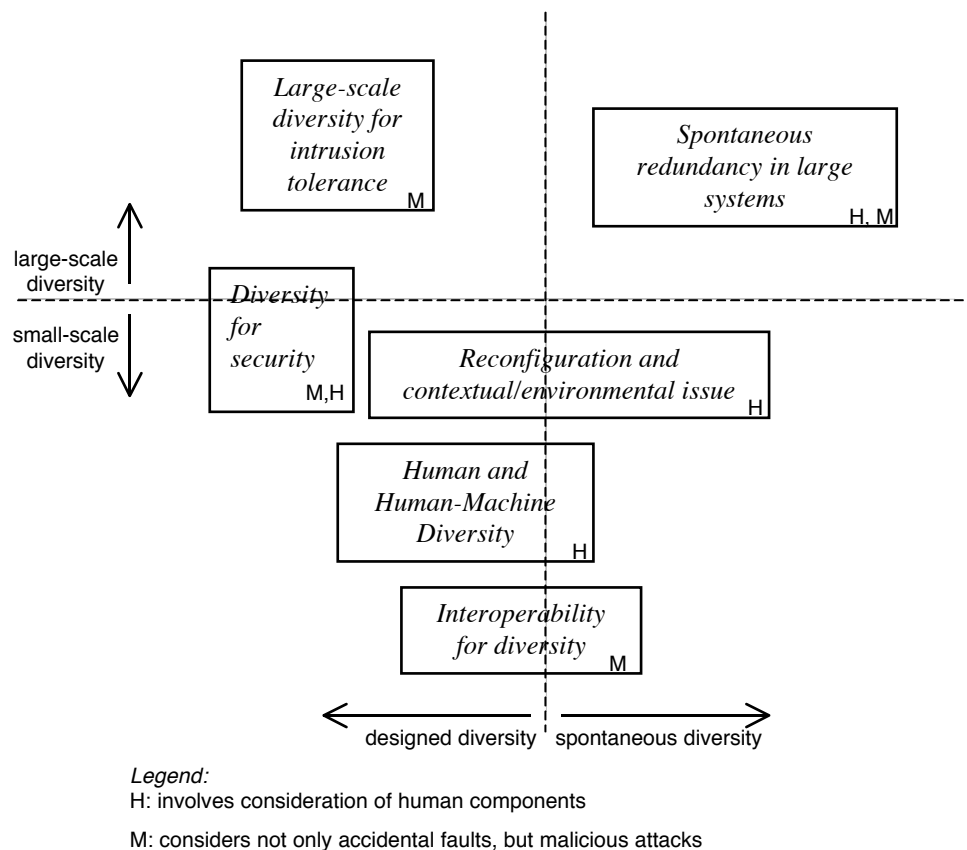 Large-scale
diversity for
intrusion
tolerance
M
Spontaneous
redundancy in large
systems
H, M
large-scale
diversity
small-scale
diversity
Diversity
for
security
M,H
Reconfiguration and
contextual/environmental issue
H
Human and
Human-Machine
Diversity
H
Interoperability
for diversity
M
designed diversity
spontaneous diversity
Legend:
H: involves consideration of human components
M: considers not only accidental faults, but malicious attacks